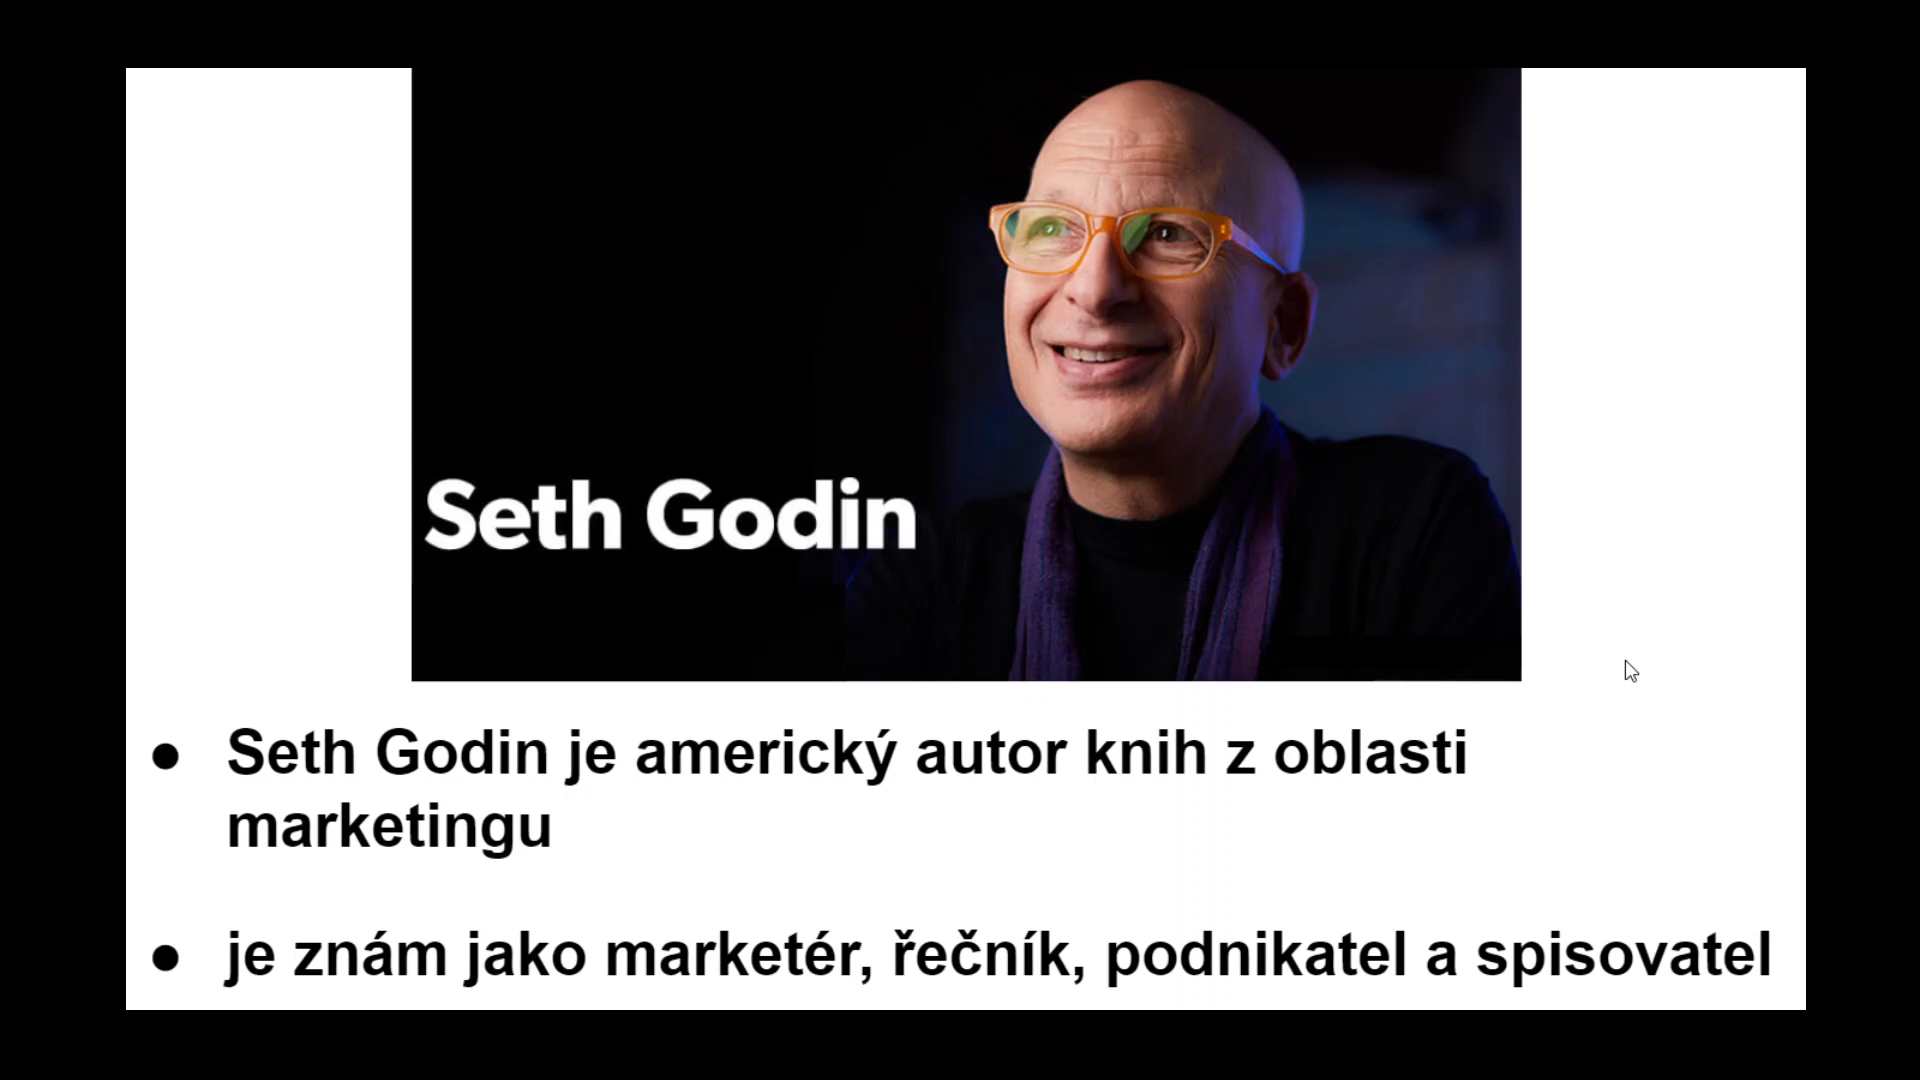 Seth Godin
● Seth Godin je americký autor knih z oblasti
marketingu
● je znám jako marketér, řečník, podnikatel a spisovatel